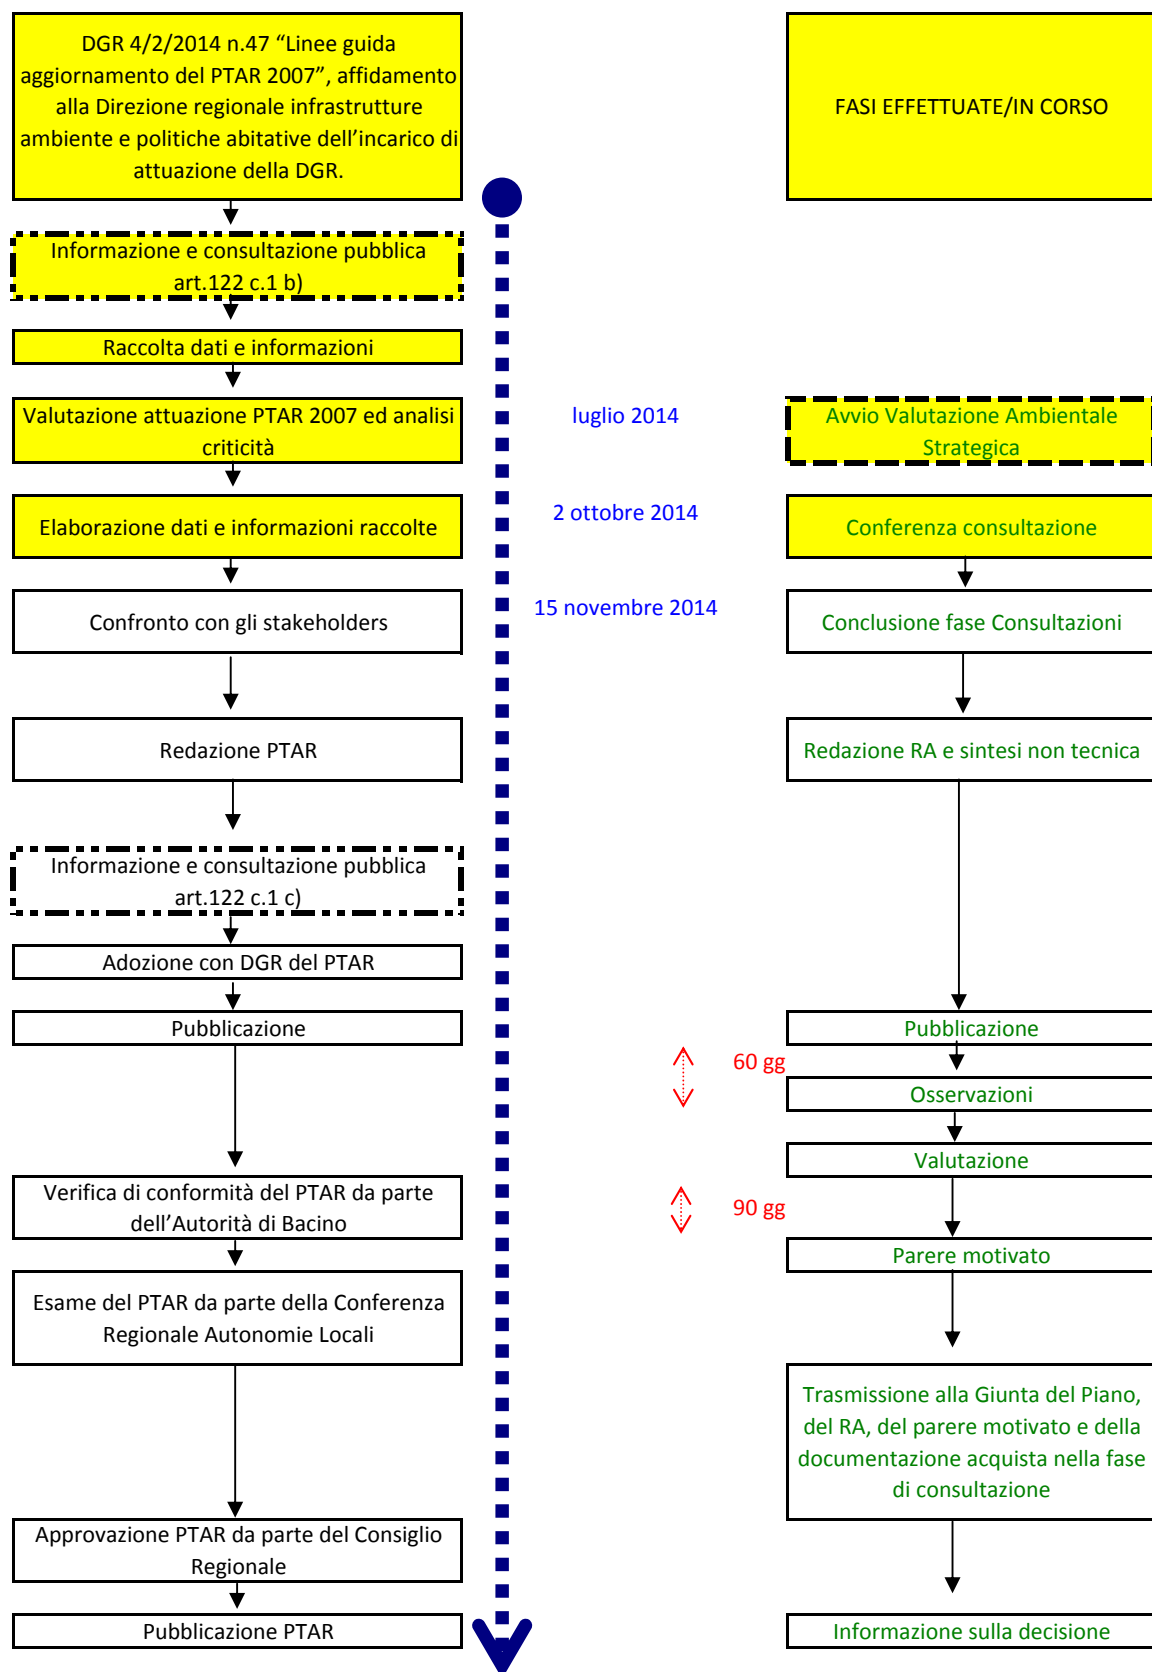 DGR 4/2/2014 n.47 “Linee guida
aggiornamento del PTAR 2007”, affidamento
alla Direzione regionale infrastrutture
ambiente e politiche abitative dell’incarico di
attuazione della DGR.
FASI EFFETTUATE/IN CORSO
Informazione e consultazione pubblica
art.122 c.1 b)
Raccolta dati e informazioni
Valutazione attuazione PTAR 2007 ed analisi
criticità
luglio 2014
Avvio Valutazione Ambientale
Strategica
Elaborazione dati e informazioni raccolte
2 ottobre 2014
Conferenza consultazione
Confronto con gli stakeholders
15 novembre 2014
Conclusione fase Consultazioni
Redazione PTAR
Redazione RA e sintesi non tecnica
Informazione e consultazione pubblica
art.122 c.1 c)
Adozione con DGR del PTAR
Pubblicazione
Pubblicazione
60 gg
Osservazioni
Valutazione
Verifica di conformità del PTAR da parte
dell’Autorità di Bacino
90 gg
Parere motivato
Esame del PTAR da parte della Conferenza
Regionale Autonomie Locali
Trasmissione alla Giunta del Piano,
del RA, del parere motivato e della
documentazione acquista nella fase
di consultazione
Approvazione PTAR da parte del Consiglio
Regionale
Pubblicazione PTAR
Informazione sulla decisione